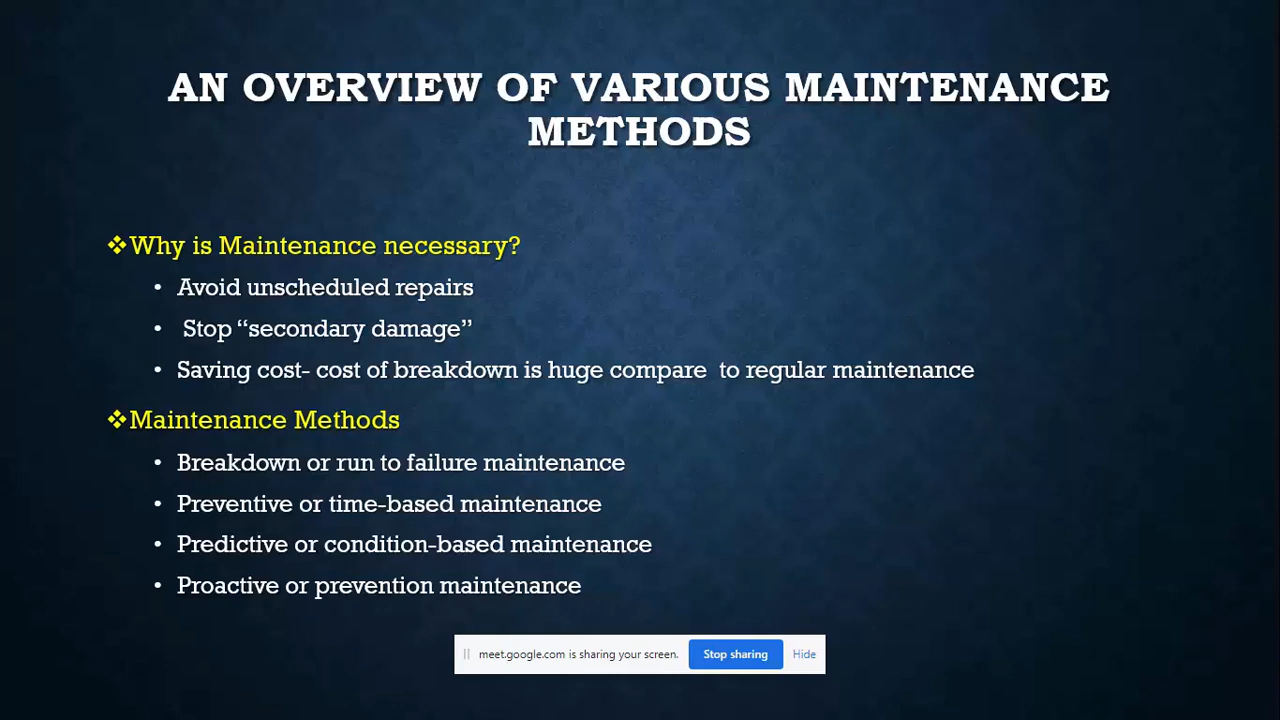 AN OVERVIEW OF VARIOUS MAINTENANCE
METHODS
❖Why is Maintenance necessary?
• Avoid unscheduled repairs
• Stop “secondary damage”
• Saving cost- cost of breakdown is huge compare  to regular maintenance
❖Maintenance Methods
• Breakdown or run to failure maintenance
• Preventive or time-based maintenance
• Predictive or condition-based maintenance
• Proactive or prevention maintenance
meet.google.com is sharing your screen. Stop sharing Hide